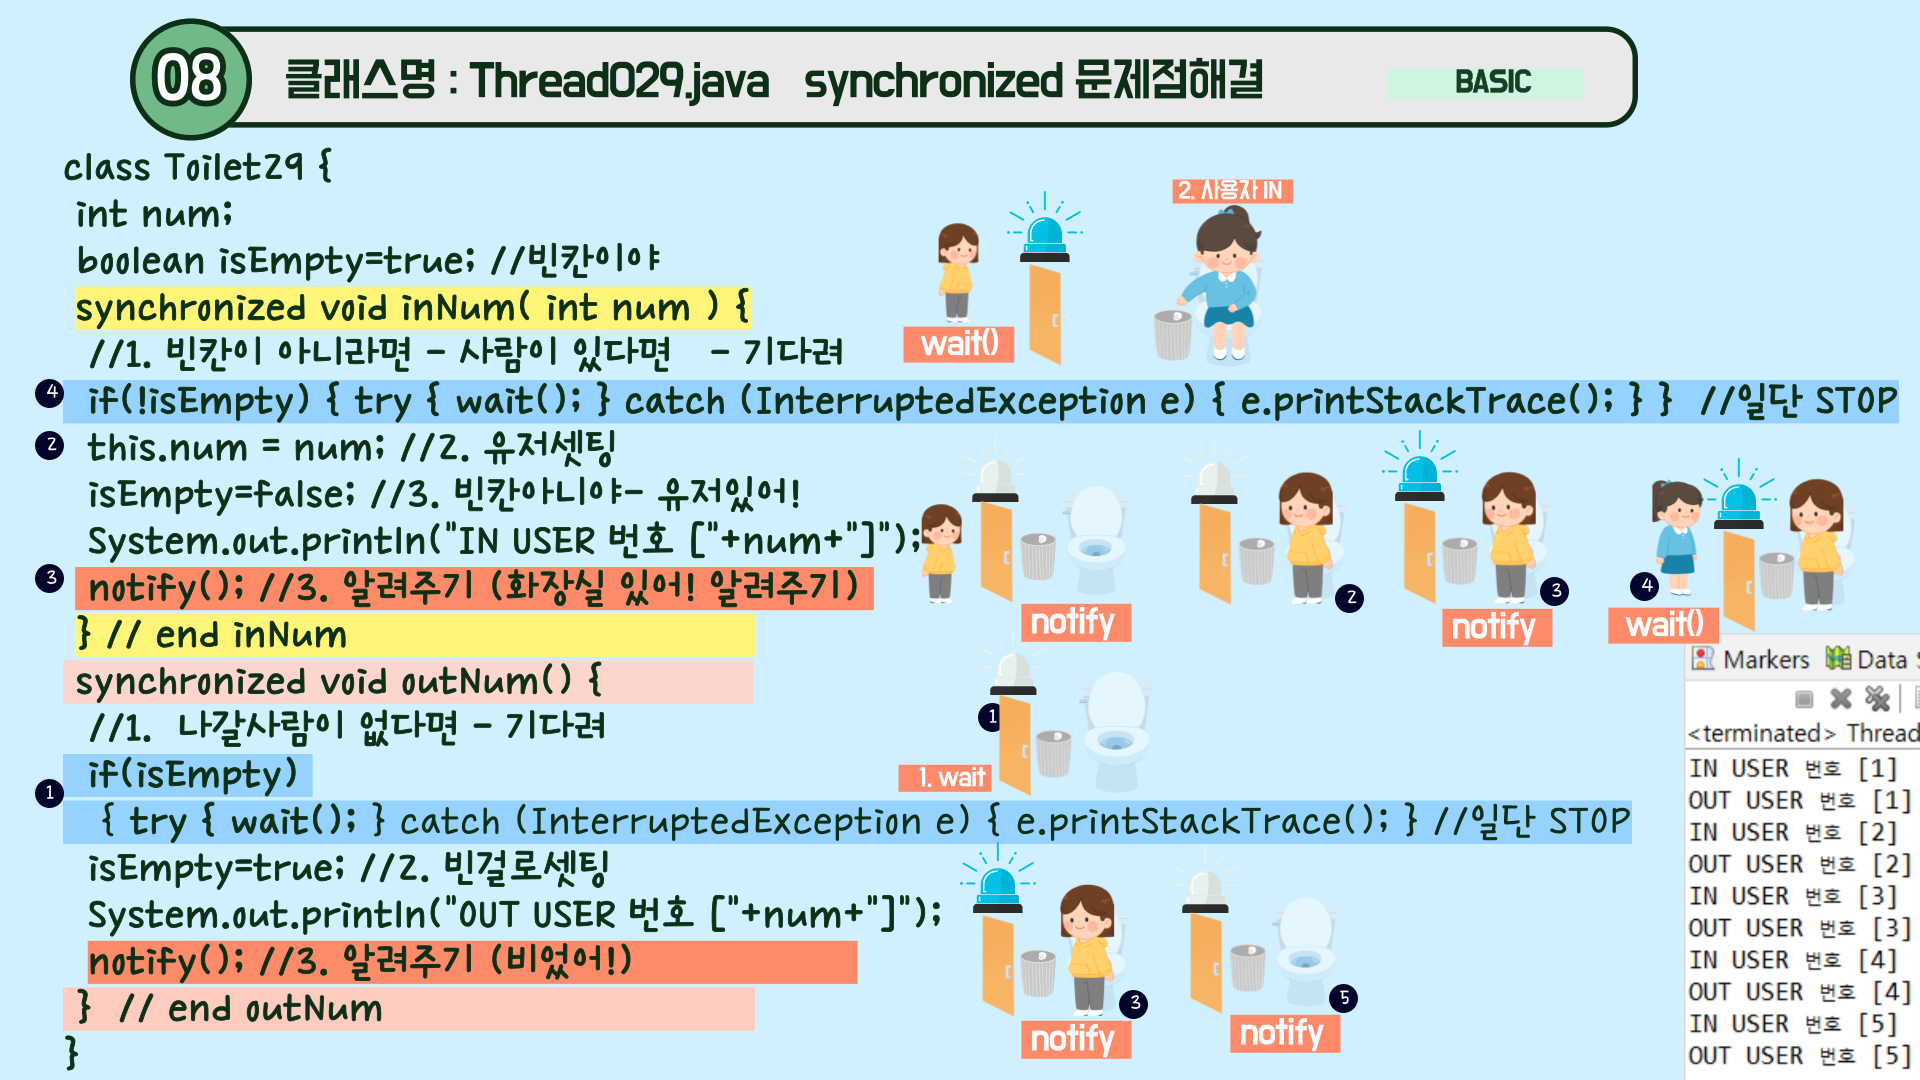 08
클래스명 : Thread029.java   synchronized 문제점해결
BASIC
class Toilet29 {
int num;
boolean isEmpty=true; //빈칸이야
synchronized void inNum( int num ) {
//1. 빈칸이 아니라면 - 사람이 있다면   - 기다려
4 if(!isEmpty) { try { wait(); } catch (InterruptedException e) { e.printStackTrace(); } }  //일단 STOP
2 this.num = num; //2. 유저셋팅
isEmpty=false; //3. 빈칸아니야- 유저있어!
System.out.println("IN USER 번호 ["+num+"]");
3 notify(); //3. 알려주기 (화장실 있어! 알려주기)
} // end inNum
synchronized void outNum() {
//1.  나갈사람이 없다면 - 기다려
if(isEmpty)
1 { try { wait(); } catch (InterruptedException e) { e.printStackTrace(); } //일단 STOP
isEmpty=true; //2. 빈걸로셋팅
System.out.println("OUT USER 번호 ["+num+"]");
notify(); //3. 알려주기 (비었어!)
}  // end outNum
}
2. 사용자 IN
wait()
notify
2
3
notify
4
wait()
1
1. wait
3
notify
5
notify
Markers
Data S
<terminated> Thread
IN USER 번호 [1]
OUT USER 번호 [1]
IN USER 번호 [2]
OUT USER 번호 [2]
IN USER 번호 [3]
OUT USER 번호 [3]
IN USER 번호 [4]
OUT USER 번호 [4]
IN USER 번호 [5]
OUT USER 번호 [5]